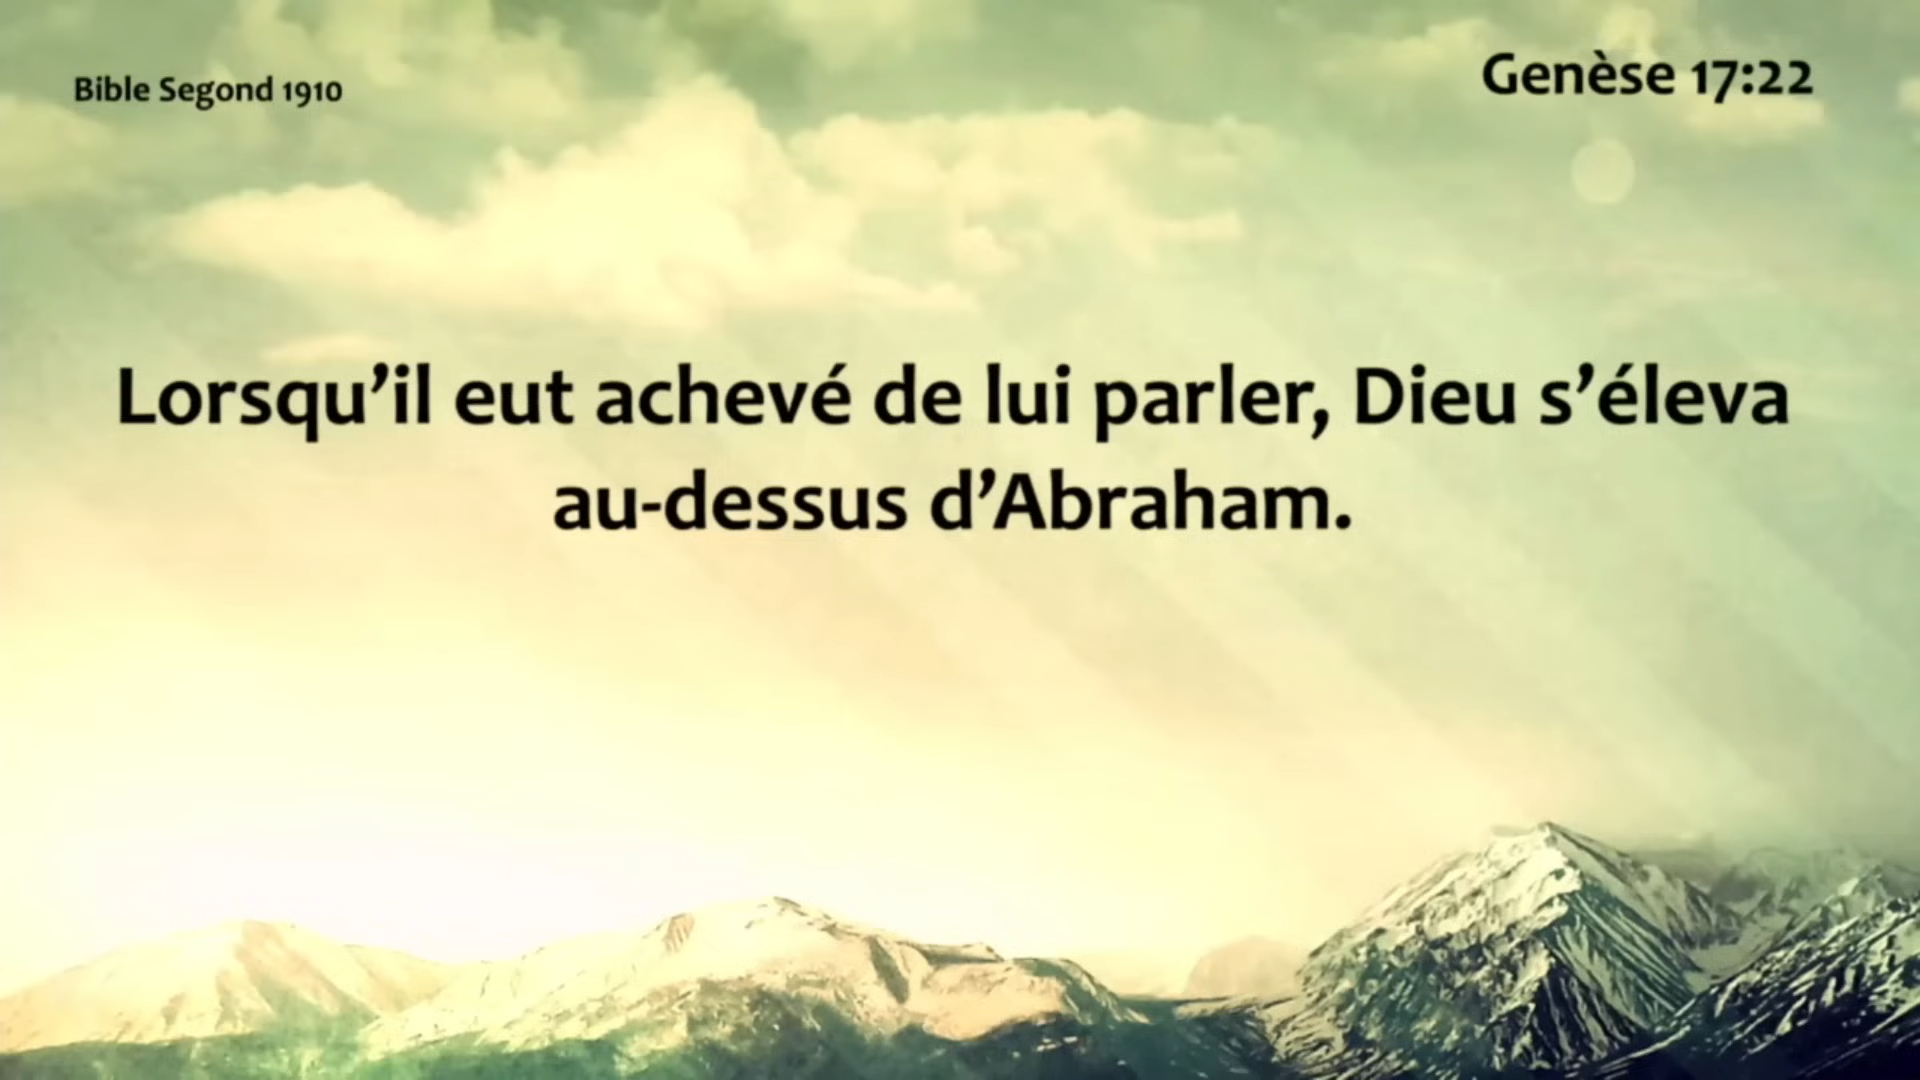 Bible Segond 1910
Genèse 17:22
Lorsqu’il eut achevé de lui parler, Dieu s’éleva
au-dessus d’Abraham.